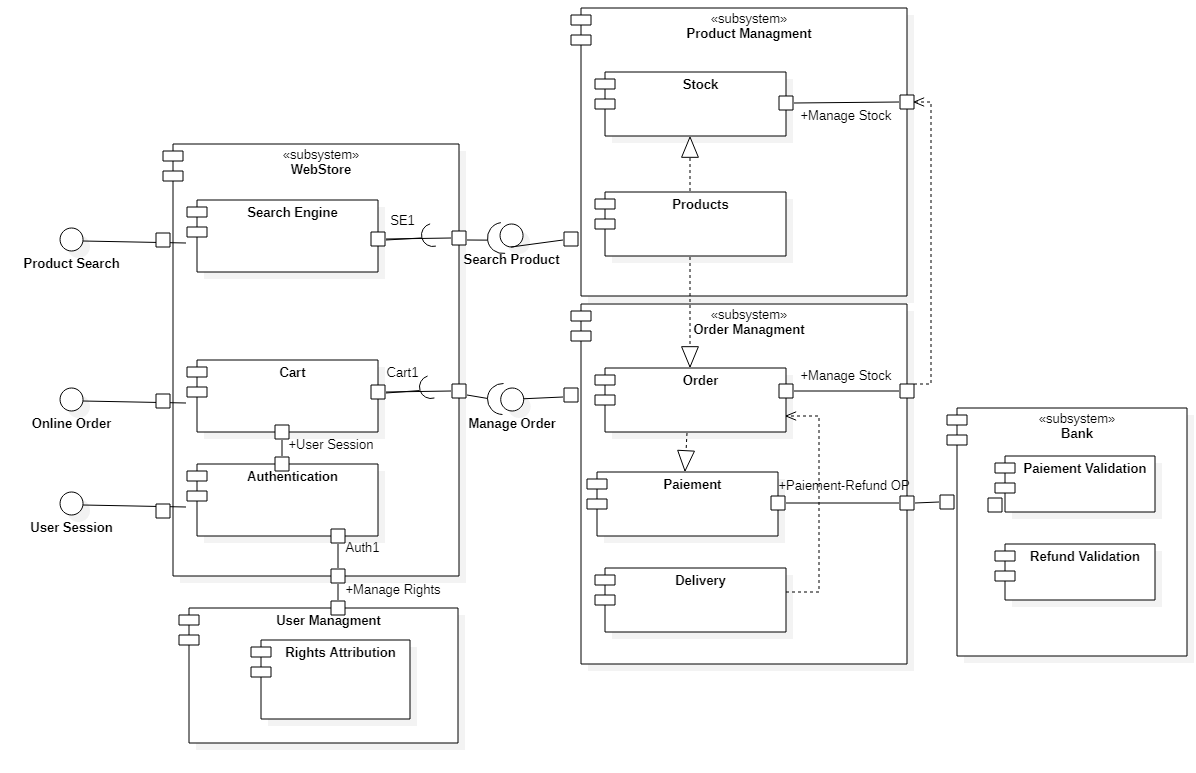 «subsystem»
Product Managment
Stock
+Manage Stock
Products
«subsystem»
WebStore
Search Engine
SE1
Product Search
Search Product
Cart
Cart1
Online Order
Manage Order
+User Session
Authentication
User Session
Auth1
+Manage Rights
User Managment
Rights Attribution
«subsystem»
Order Managment
Order
+Manage Stock
Paiement
+Paiement-Refund OP
Delivery
«subsystem»
Bank
Paiement Validation
Refund Validation